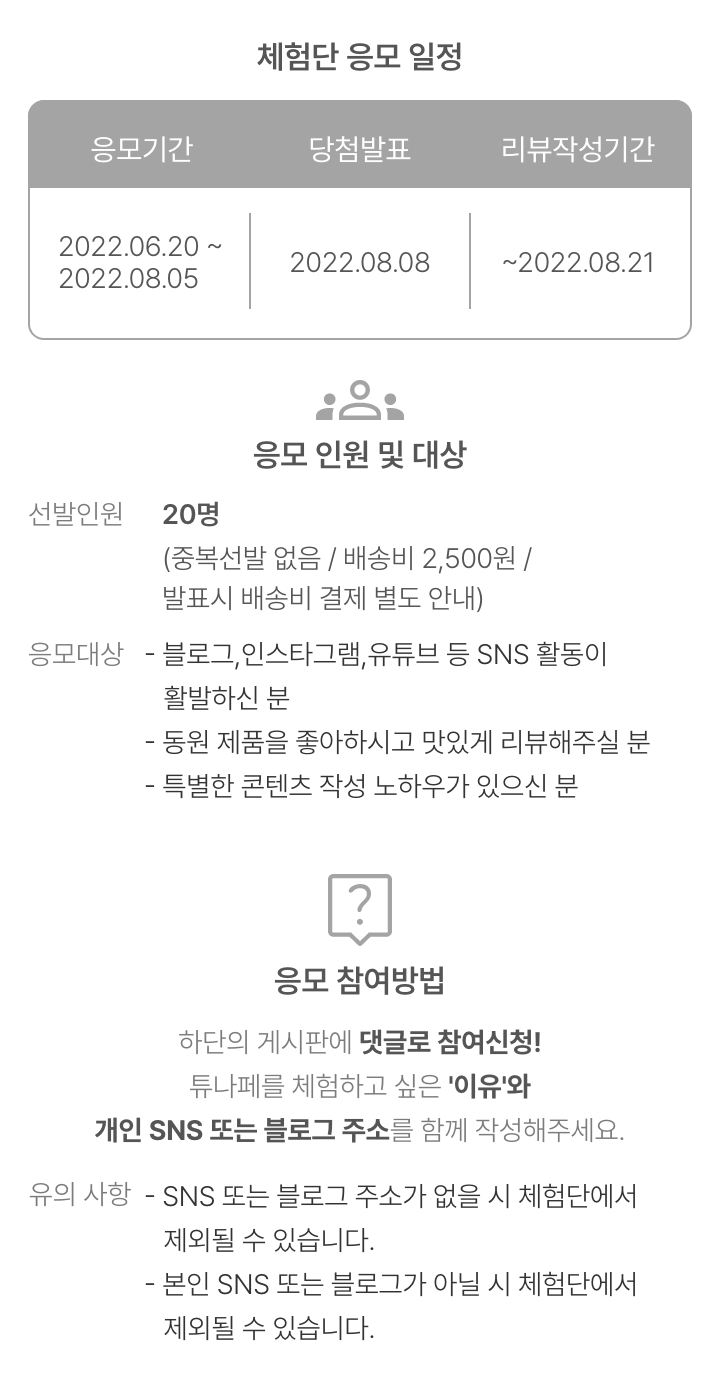 체험단 응모 일정
응모기간 당첨발표 리뷰작성기간
2022.06.20 ~
2022.08.05
2022.08.08
~2022.08.21
응모 인원 및 대상
선발인원 20명
(중복선발 없음 / 배송비 2,500원 /
발표시 배송비 결제 별도 안내)
응모대상 - 블로그,인스타그램,유튜브 등 SNS 활동이
활발하신 분
- 동원 제품을 좋아하시고 맛있게 리뷰해주실 분
- 특별한 콘텐츠 작성 노하우가 있으신 분
?
응모 참여방법
하단의 게시판에 댓글로 참여신청!
튜나페를 체험하고 싶은 '이유'와
개인 SNS 또는 블로그 주소를 함께 작성해주세요.
유의 사항 - SNS 또는 블로그 주소가 없을 시 체험단에서
제외될 수 있습니다.
- 본인 SNS 또는 블로그가 아닐 시 체험단에서
제외될 수 있습니다.